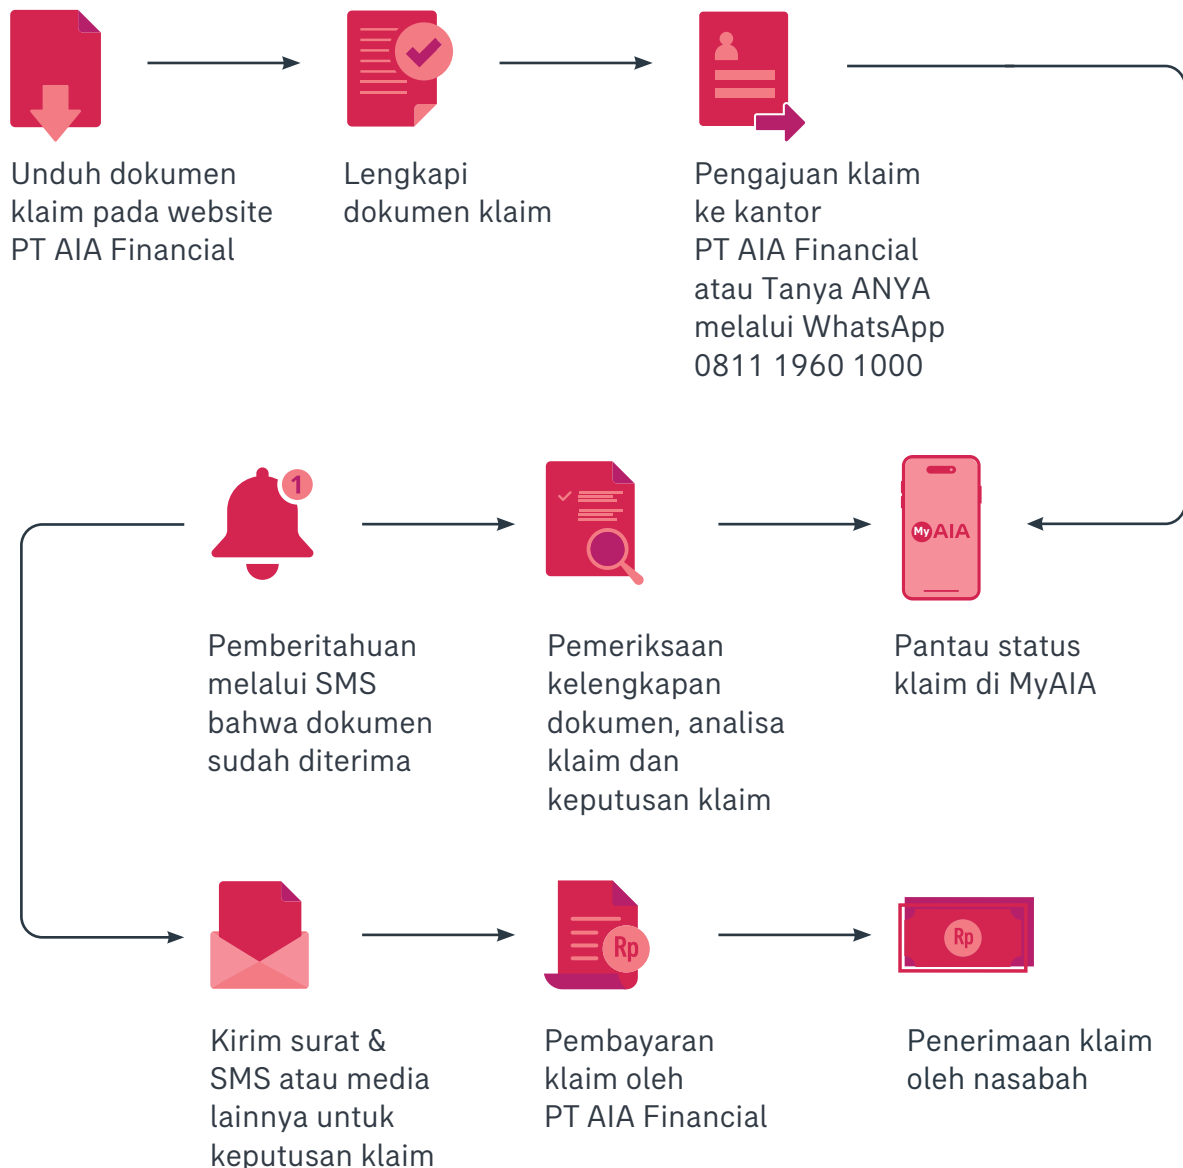 Unduh dokumen
klaim pada website
PT AIA Financial
Lengkapi
dokumen klaim
Pengajuan klaim
ke kantor
PT AIA Financial
atau Tanya ANYA
melalui WhatsApp
0811 1960 1000
1
Pemberitahuan
melalui SMS
bahwa dokumen
sudah diterima
Pemeriksaan
kelengkapan
dokumen, analisa
klaim dan
keputusan klaim
My AIA
Pantau status
klaim di MyAIA
Kirim surat &
SMS atau media
lainnya untuk
keputusan klaim
Rp
Pembayaran
klaim oleh
PT AIA Financial
Rp
Penerimaan klaim
oleh nasabah